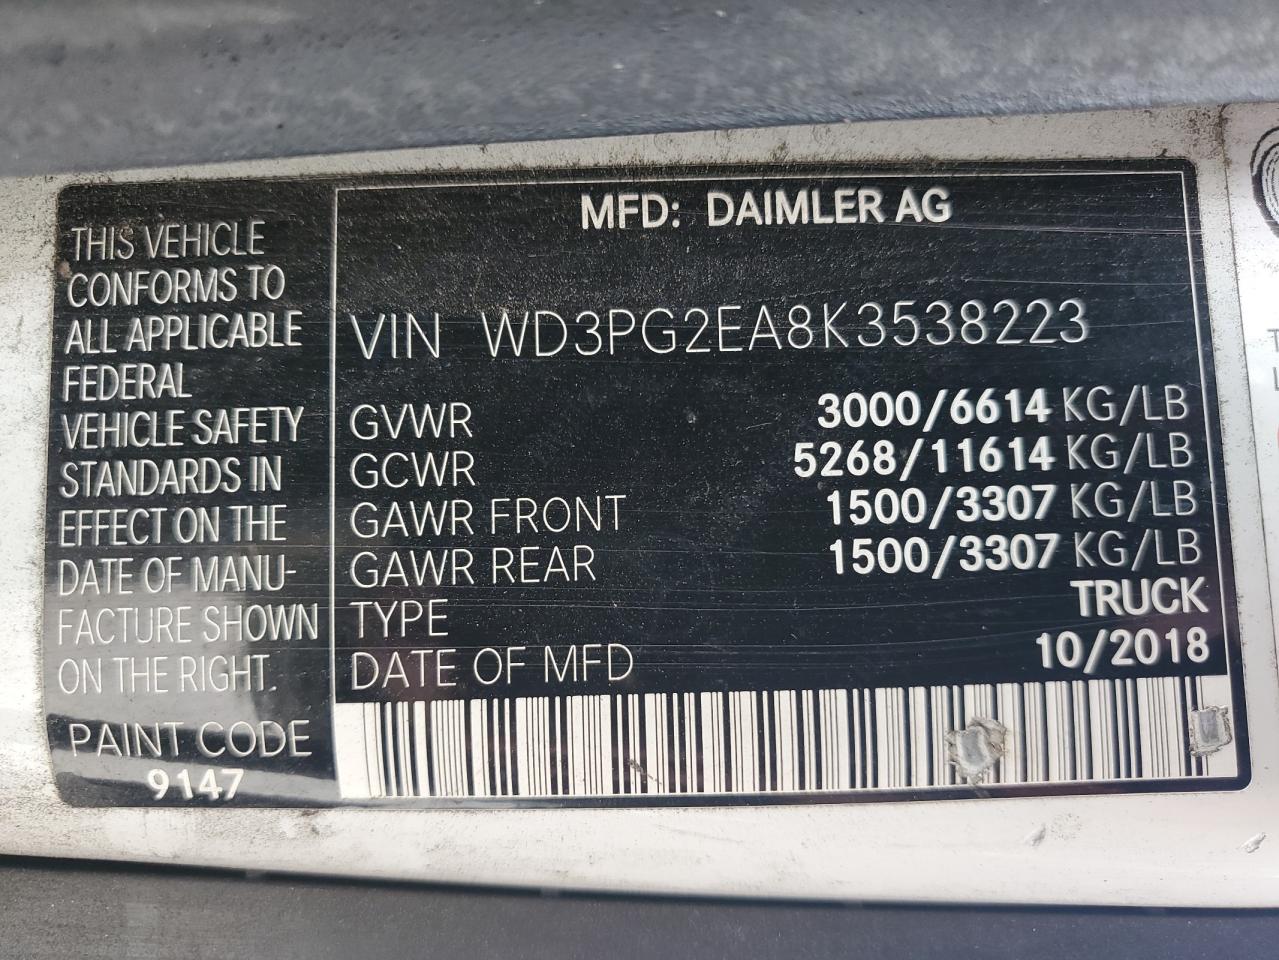 THIS VEHICLE
CONFORMS TO
ALL APPLICABLE
FEDERAL
VEHICLE SAFETY
STANDARDS IN
EFFECT ON THE
DATE OF MANU-
FACTURE SHOWN
ON THE RIGHT.
PAINT CODE
9147
MFD: DAIMLER AG
VIN WD3PG2EA8K3538223
GVWR 3000/6614 KG/LB
GCWR 5268/11614 KG/LB
GAWR FRONT 1500/3307 KG/LB
GAWR REAR 1500/3307 KG/LB
TYPE TRUCK
DATE OF MFD 10/2018